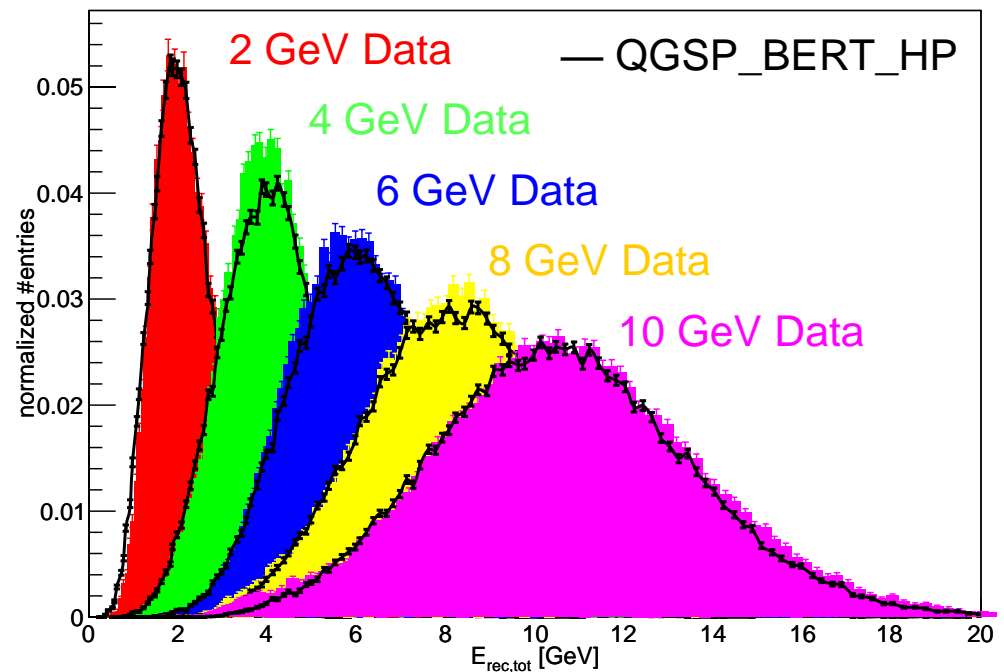 2 GeV Data
QGSP_BERT_HP
4 GeV Data
6 GeV Data
8 GeV Data
10 GeV Data
normalized #entries
0.05
0.04
0.03
0.02
0.01
0
0 2 4 6 8 10 12 14 16 18 20
E_rec,tot [GeV]